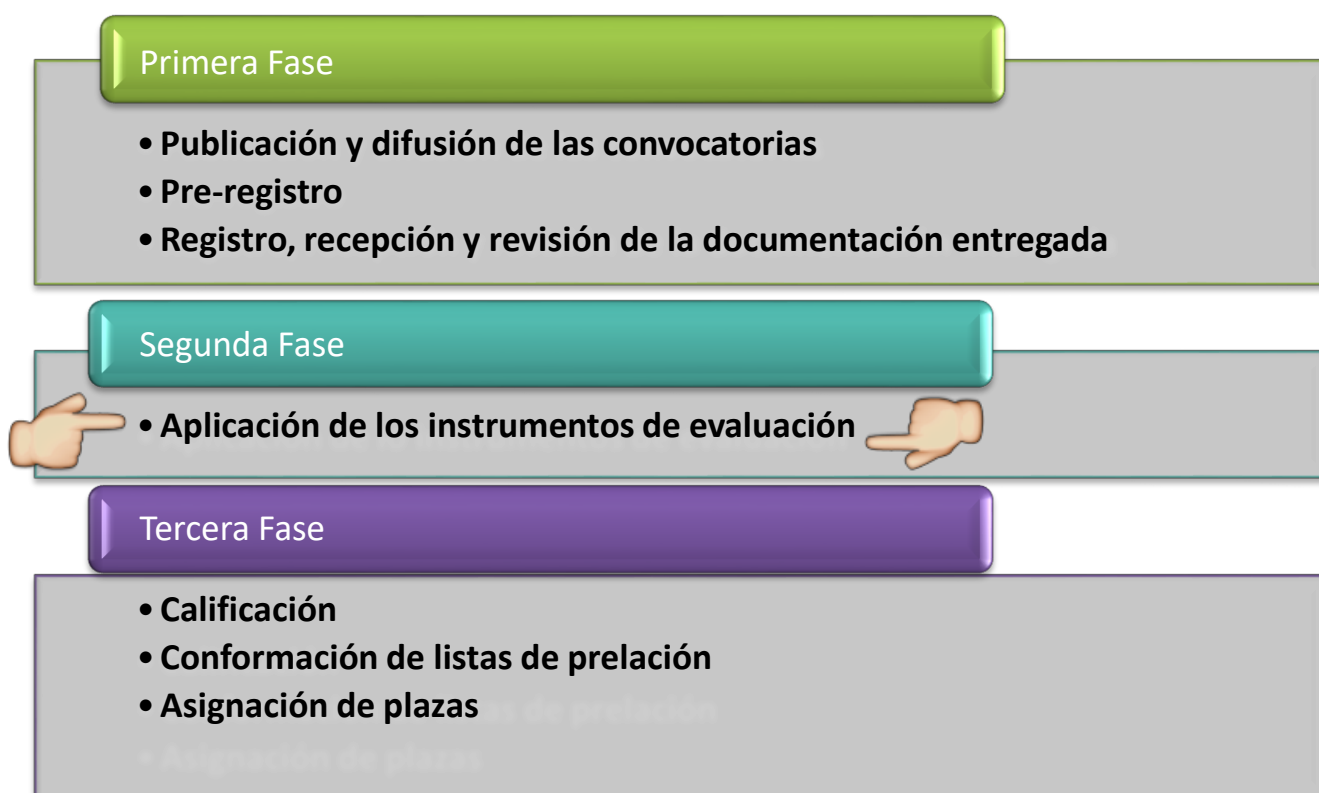 Primera Fase
• Publicación y difusión de las convocatorias
• Pre-registro
• Registro, recepción y revisión de la documentación entregada
Segunda Fase
• Aplicación de los instrumentos de evaluación
Tercera Fase
• Calificación
• Conformación de listas de prelación
• Asignación de plazas